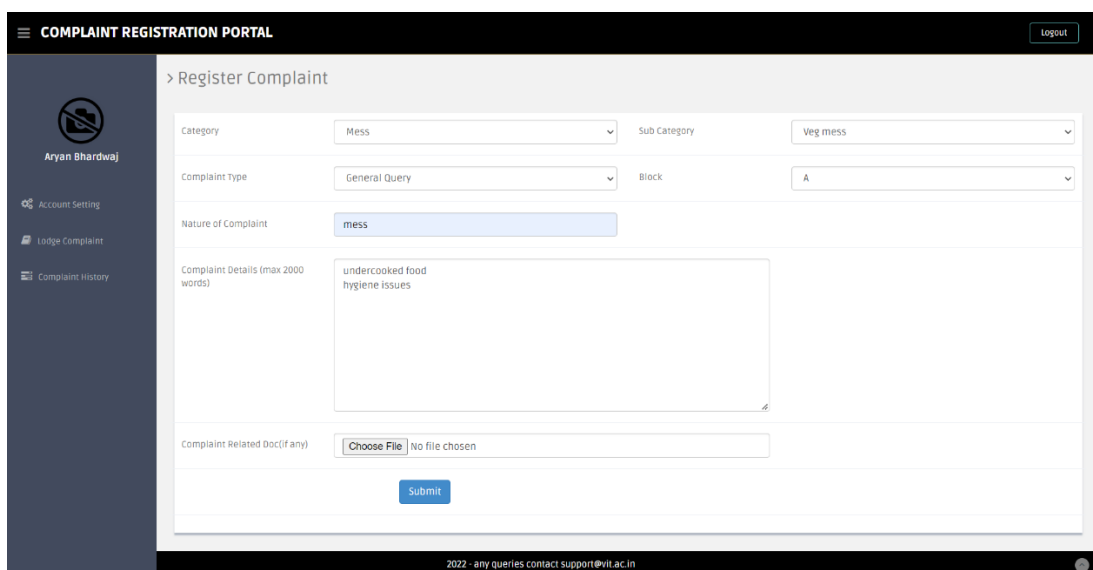 COMPLAINT REGISTRATION PORTAL
Logout
Aryan Bhardwaj
Account Setting
Lodge Complaint
Complaint History
> Register Complaint
Category
Mess
Sub Category
Veg mess
Complaint Type
General Query
Block
A
Nature of Complaint
mess
Complaint Details (max 2000
words)
undercooked food
hygiene issues
Complaint Related Doc(if any)
Choose File No file chosen
Submit
2022 - any queries contact support@vit.ac.in